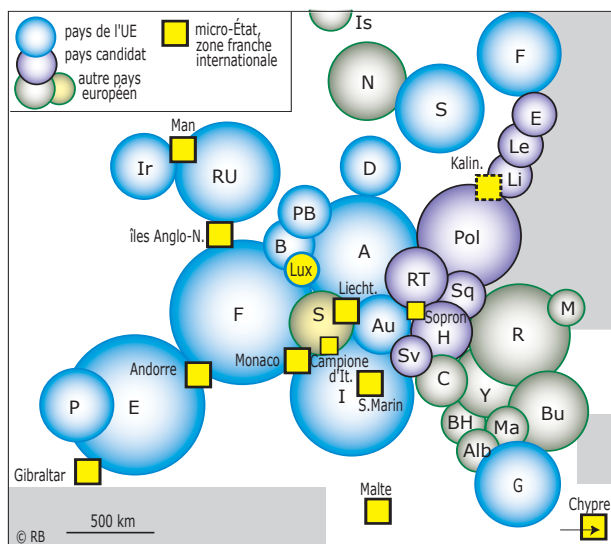 pays de l'UE
pays candidat
autre pays
européen
micro-État,
zone franche
internationale
Is
N
S
F
E
Le
Li
Kalin.
Man
Ir
RU
D
PB
B
A
Pol
îles Anglo-N.
Lux
RT
Sq
Liecht.
F
S
Au
Sopron
H
M
R
Sv
Monaco
Campione
d'It.
I
S.Marin
Andorre
C
Y
P
E
BH
Ma
Bu
Alb
G
Gibraltar
Malte
Chypre
500 km
© RB